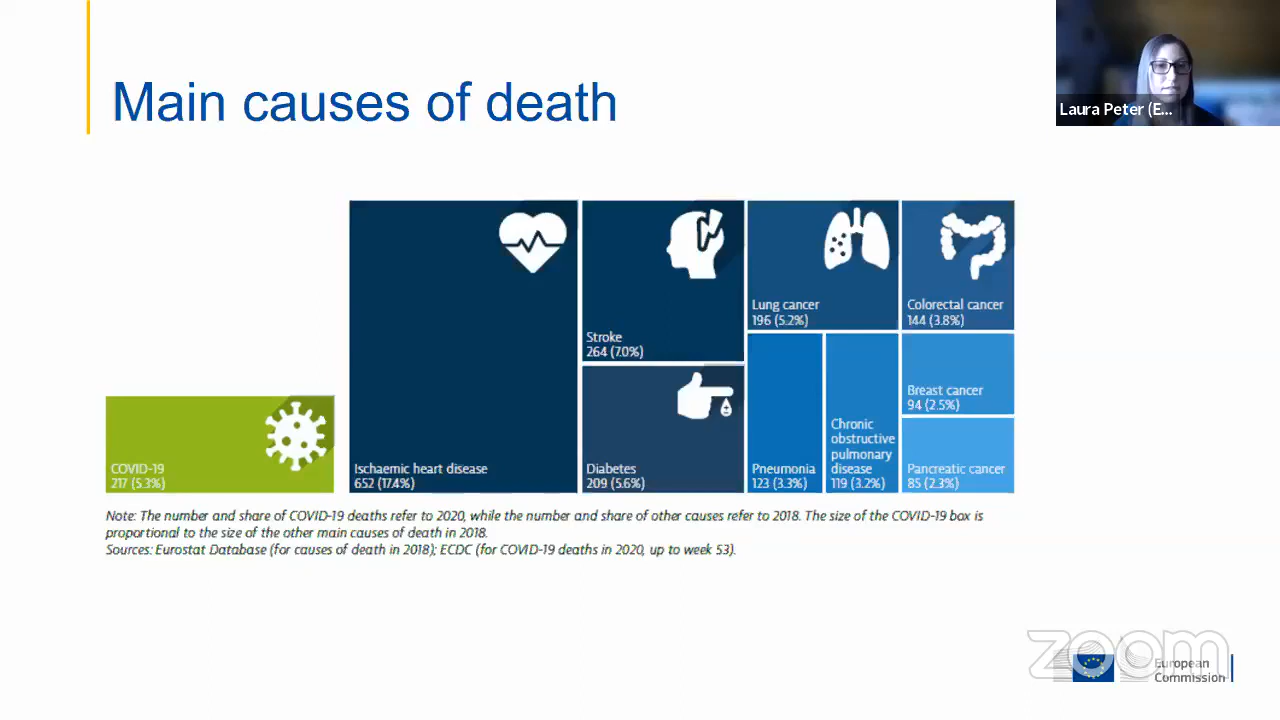 Main causes of death
Laura Peter (E...
Lung cancer
196 (5.2%)
Colorectal cancer
144 (3.8%)
Stroke
264 (7.0%)
Breast cancer
94 (2.5%)
Chronic
obstructive
pulmonary
disease
119 (3.2%)
COVID-19
217 (5.3%)
Ischaemic heart disease
652 (17.4%)
Diabetes
209 (5.6%)
Pneumonia
123 (3.3%)
Pancreatic cancer
85 (2.3%)
Note: The number and share of COVID-19 deaths refer to 2020, while the number and share of other causes refer to 2018. The size of the COVID-19 box is
proportional to the size of the other main causes of death in 2018.
Sources: Eurostat Database (for causes of death in 2018); ECDC (for COVID-19 deaths in 2020, up to week 53).
zoom
European
Commission